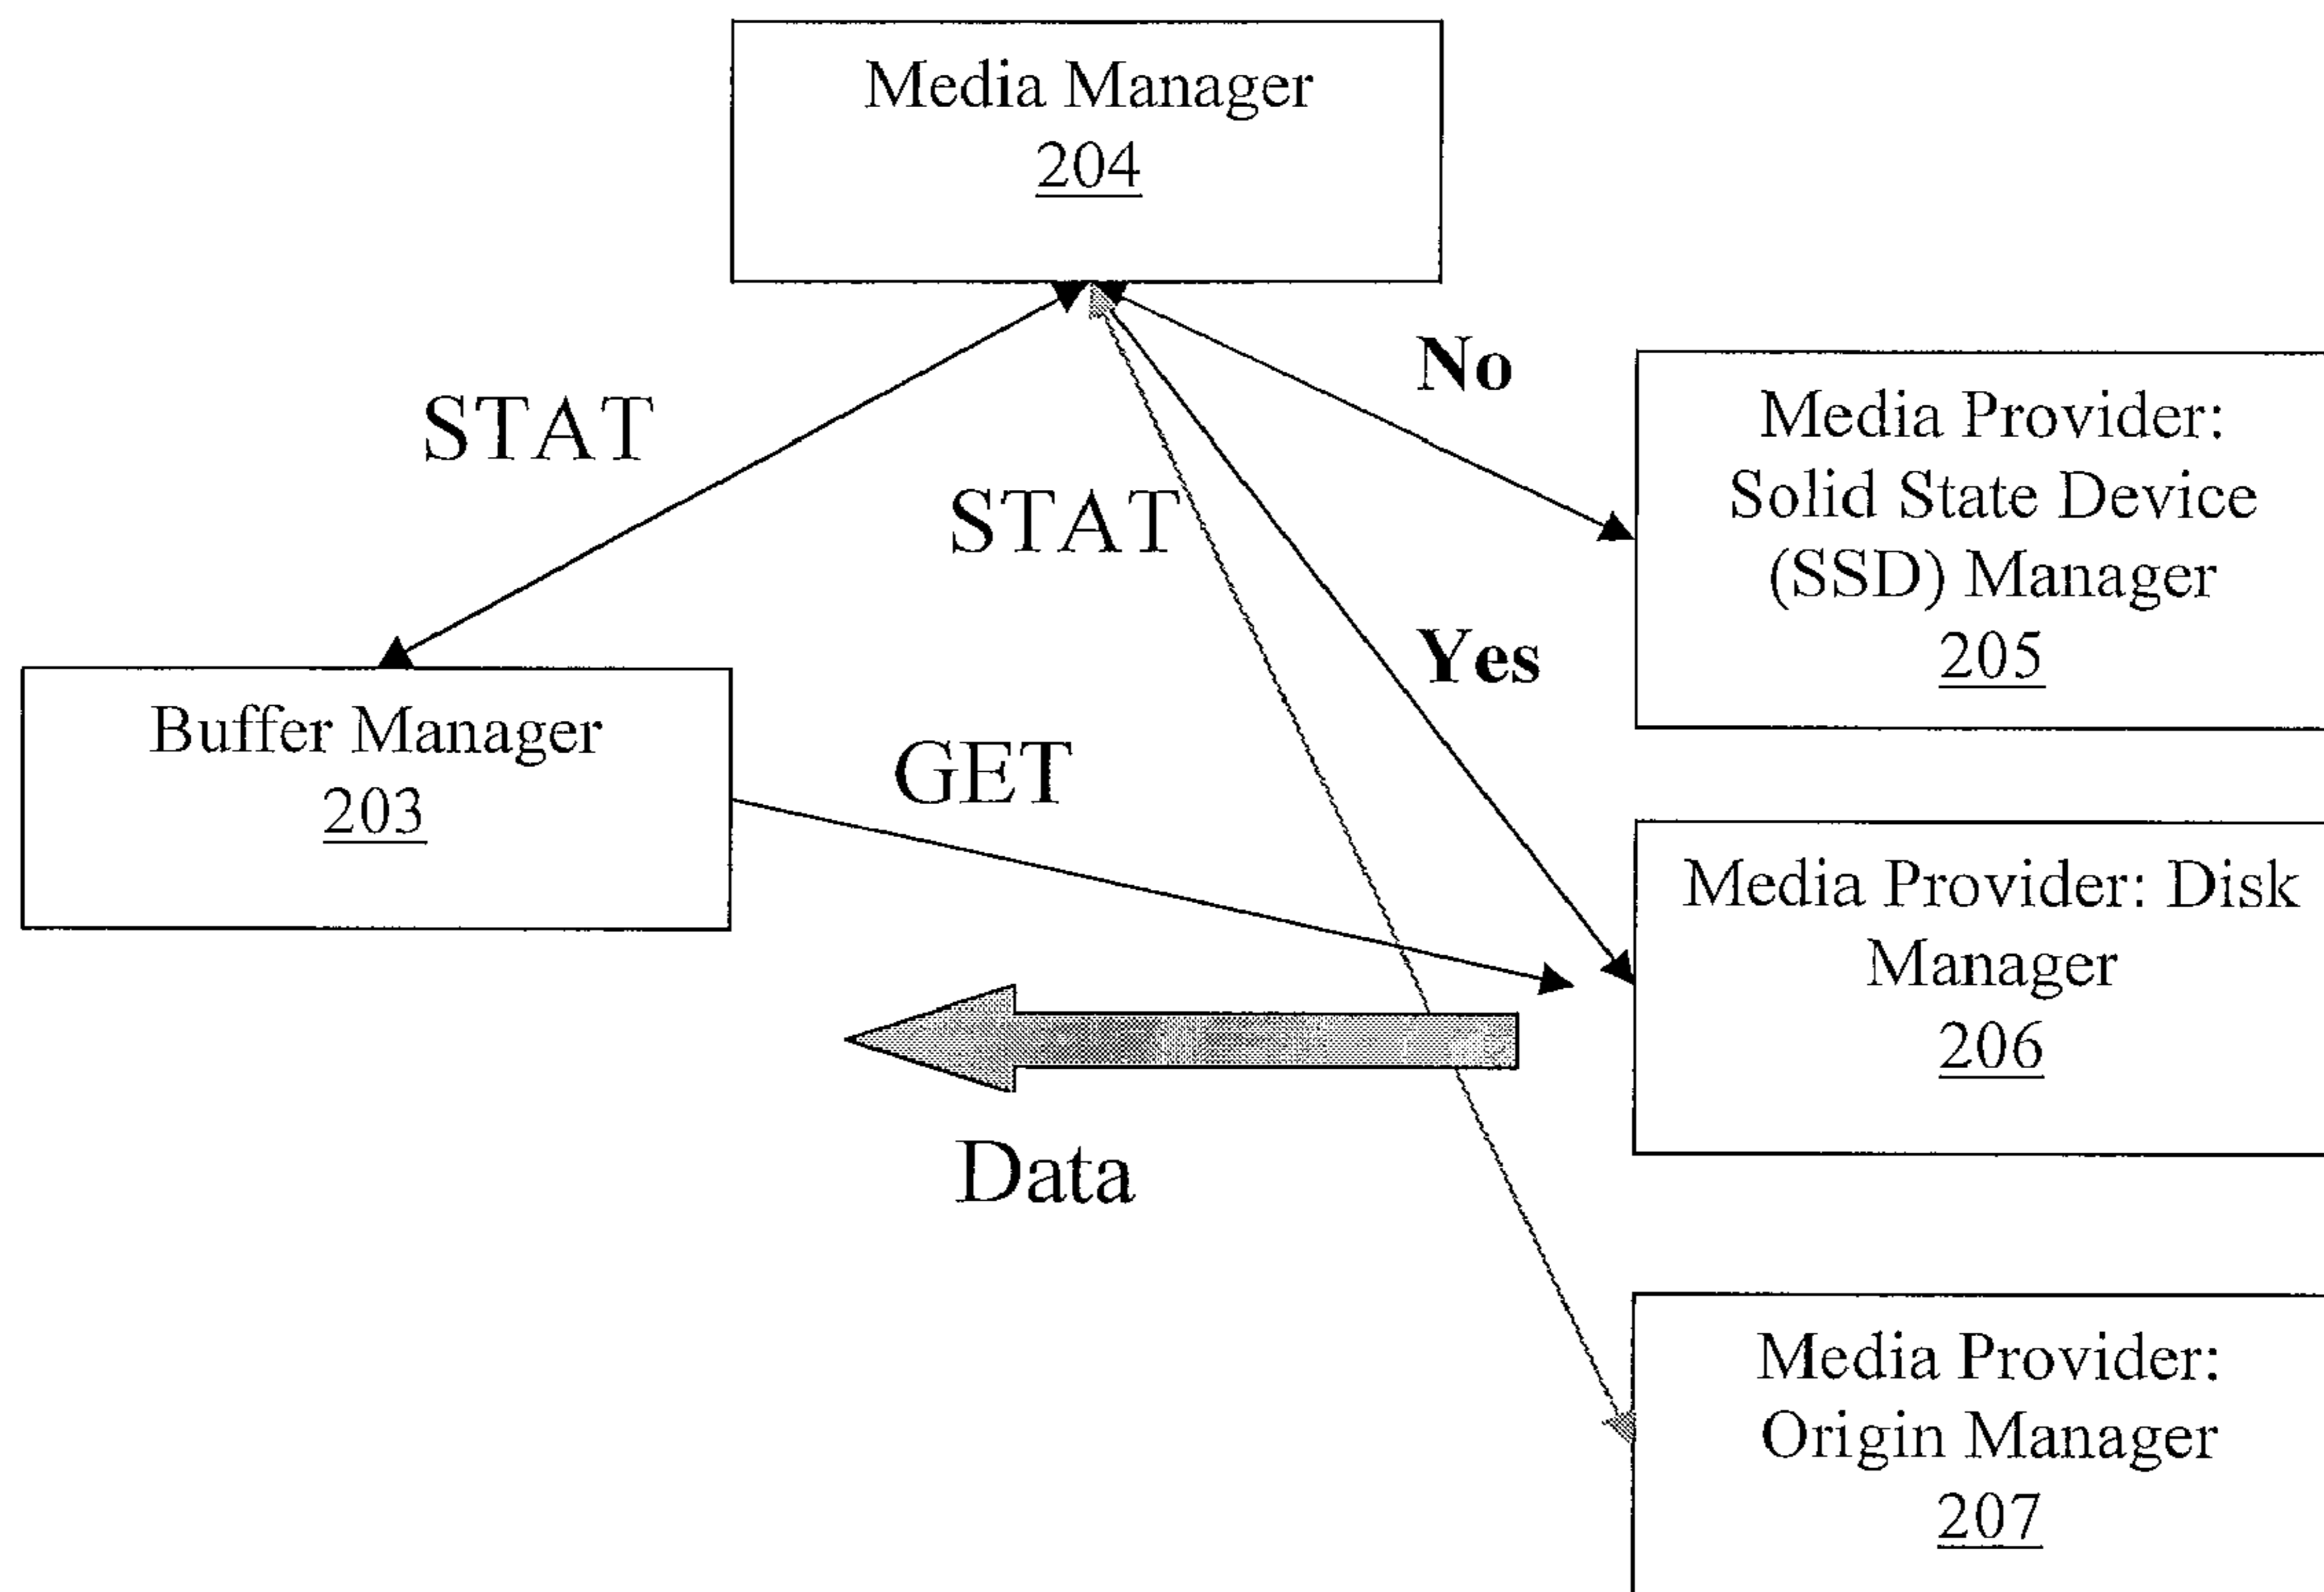 Media Manager
204
No
STAT
Media Provider:
Solid State Device
(SSD) Manager
205
STAT
Yes
Buffer Manager
203
GET
Media Provider: Disk
Manager
206
Data
Media Provider:
Origin Manager
207